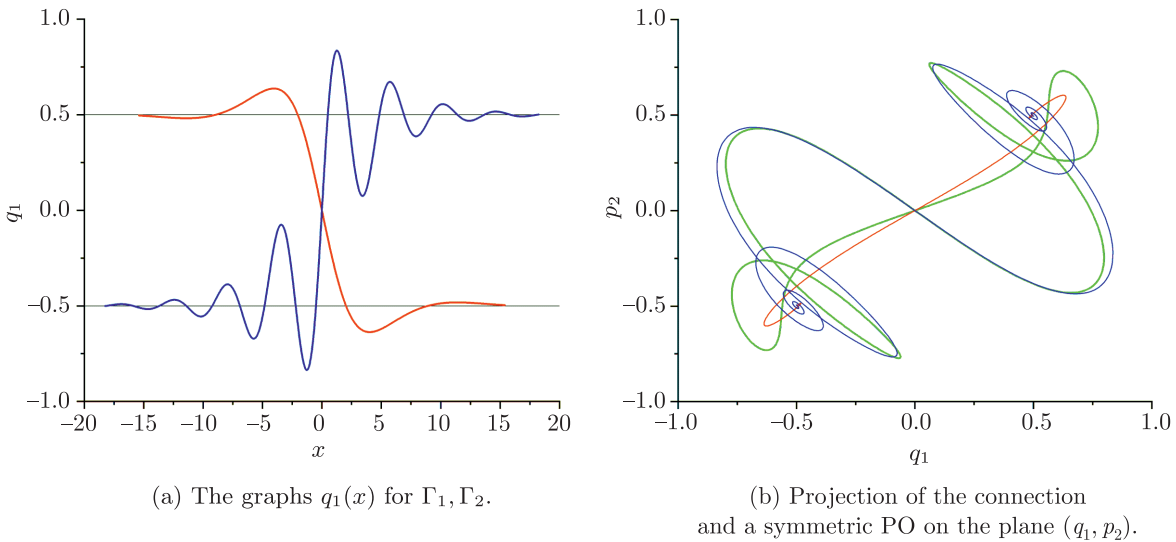 1.0
0.5
0.0
−0.5
−1.0
q₁
−20 −15 −10 −5 0 5 10 15 20
x
(a) The graphs q₁(x) for Γ₁, Γ₂.
1.0
0.5
0.0
−0.5
−1.0
p₂
−1.0 −0.5 0.0 0.5 1.0
q₁
(b) Projection of the connection
and a symmetric PO on the plane (q₁, p₂).